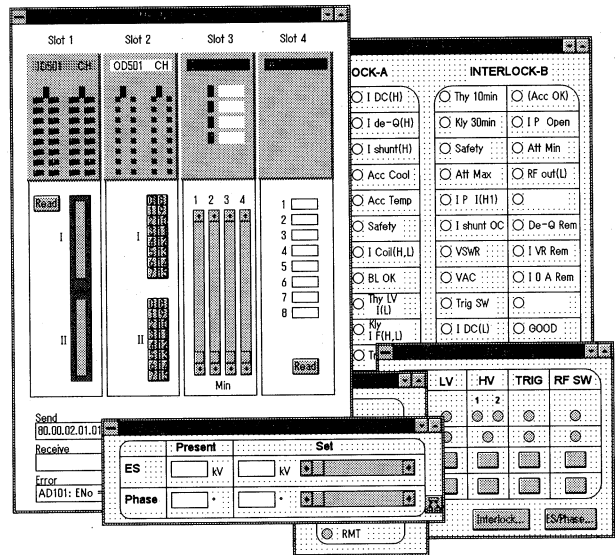 Slot 1 Slot 2 Slot 3 Slot 4
OD501 CH OD501 CH
Read
I I
II II
1 2 3 4
Min
1
2
3
4
5
6
7
8
Read
Send
80.00.02.01.01
Receive
Error
AD101: ENo =
OCK-A INTERLOCK-B
I DC(H) Thy 10min (Acc OK)
I de-Q(H) Kly 30min I P Open
I shunt(H) Safety Att Min
Acc Cool Att Max RF out(L)
Acc Temp I P I(H1)
Safety I shunt OC De-Q Rem
I Coil(H,L) VSWR I VR Rem
BL OK VAC I 0 A Rem
Thy LV I(L) Trig SW
Kly I F(H,L) I DC(L) GOOD
LV HV TRIG RF SW
1 2
Interlock... ES/Phase...
Present Set
ES kV kV
Phase ° °
RMT